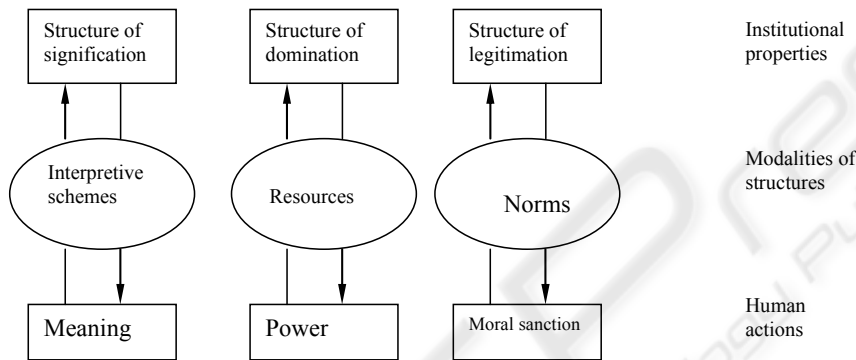 Structure of
signification
Structure of
domination
Structure of
legitimation
Institutional
properties
Interpretive
schemes
Resources
Norms
Modalities of
structures
Meaning
Power
Moral sanction
Human
actions